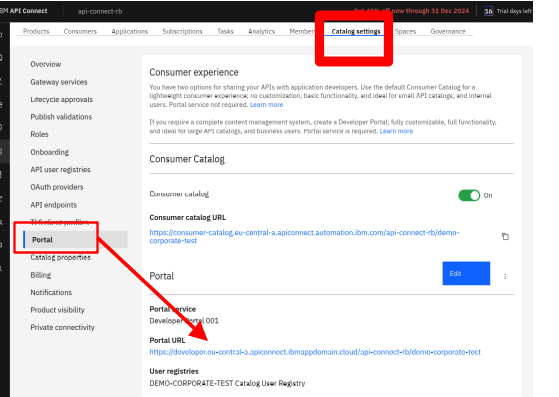 BM API Connect api-connect-rb Get 40% off now through 31 Dec 2024 16 Trial days left
Products Consumers Applications Subscriptions Tasks Analytics Members Catalog settings Spaces Governance
Overview
Gateway services
Lifecycle approvals
Publish validations
Roles
Onboarding
API user registries
OAuth providers
API endpoints
TLS client profiles
Portal
Catalog properties
Billing
Notifications
Product visibility
Private connectivity
Consumer experience
You have two options for sharing your APIs with application developers. Use the default Consumer Catalog for a
lightweight consumer experience; no customization, basic functionality, and ideal for small API catalogs, and internal
users. Portal service not required. Learn more
If you require a complete content management system, create a Developer Portal; fully customizable, full functionality,
and ideal for large API catalogs, and business users. Portal service is required. Learn more
Consumer Catalog
Consumer catalog On
Consumer catalog URL
https://consumer-catalog.eu-central-a.apiconnect.automation.ibm.com/api-connect-rb/demo-
corporate-test
Portal Edit
Portal service
Developer Portal 001
Portal URL
https://developer.eu-central-a.apiconnect.ibmappdomain.cloud/api-connect-rb/demo-corporate-test
User registries
DEMO-CORPORATE-TEST Catalog User Registry